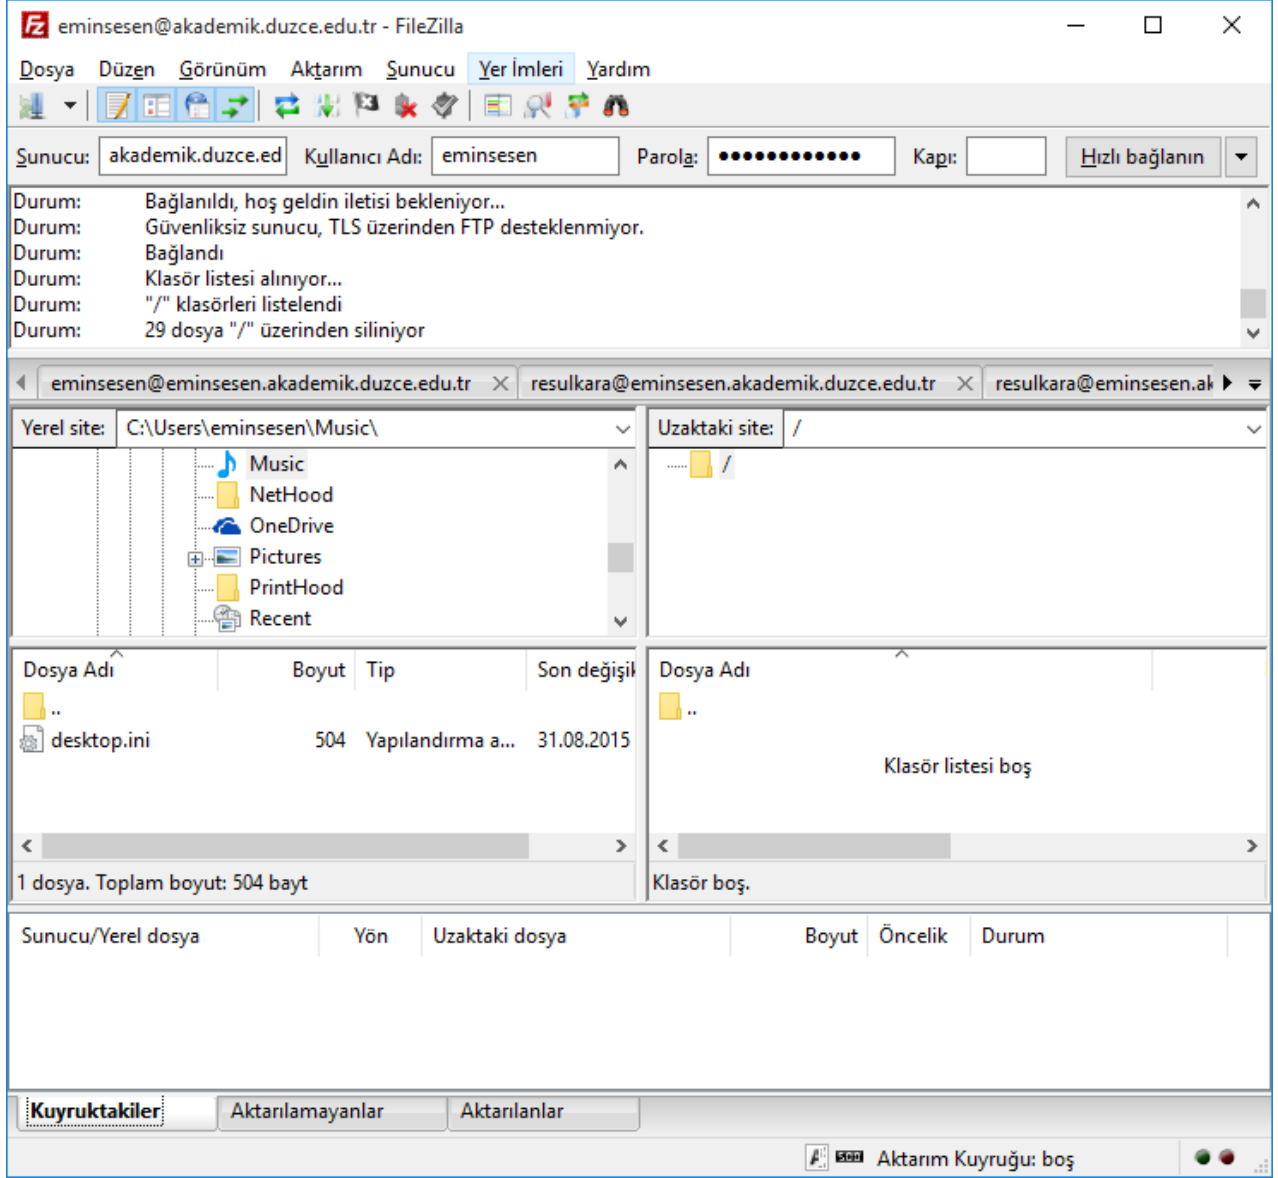 eminsesen@akademik.duzce.edu.tr - FileZilla
Dosya Düzen Görünüm Aktarım Sunucu Yer İmleri Yardım
Sunucu: akademik.duzce.ed Kullanıcı Adı: eminsesen Parola: ●●●●●●●●●●●● Kapı: Hızlı bağlanın
Durum: Bağlanıldı, hoş geldin iletisi bekleniyor...
Durum: Güvenliksiz sunucu, TLS üzerinden FTP desteklenmiyor.
Durum: Bağlandı
Durum: Klasör listesi alınıyor...
Durum: "/" klasörleri listelendi
Durum: 29 dosya "/" üzerinden siliniyor
eminsesen@eminsesen.akademik.duzce.edu.tr resulkara@eminsesen.akademik.duzce.edu.tr resulkara@eminsesen.ak
Yerel site: C:\Users\eminsesen\Music\
Music
NetHood
OneDrive
Pictures
PrintHood
Recent
Uzaktaki site: /
/
Dosya Adı Boyut Tip Son değişik
..
desktop.ini 504 Yapılandırma a... 31.08.2015
1 dosya. Toplam boyut: 504 bayt
Dosya Adı
..
Klasör listesi boş
Klasör boş.
Sunucu/Yerel dosya Yön Uzaktaki dosya Boyut Öncelik Durum
Kuyruktakiler Aktarılamayanlar Aktarılanlar
Aktarım Kuyruğu: boş